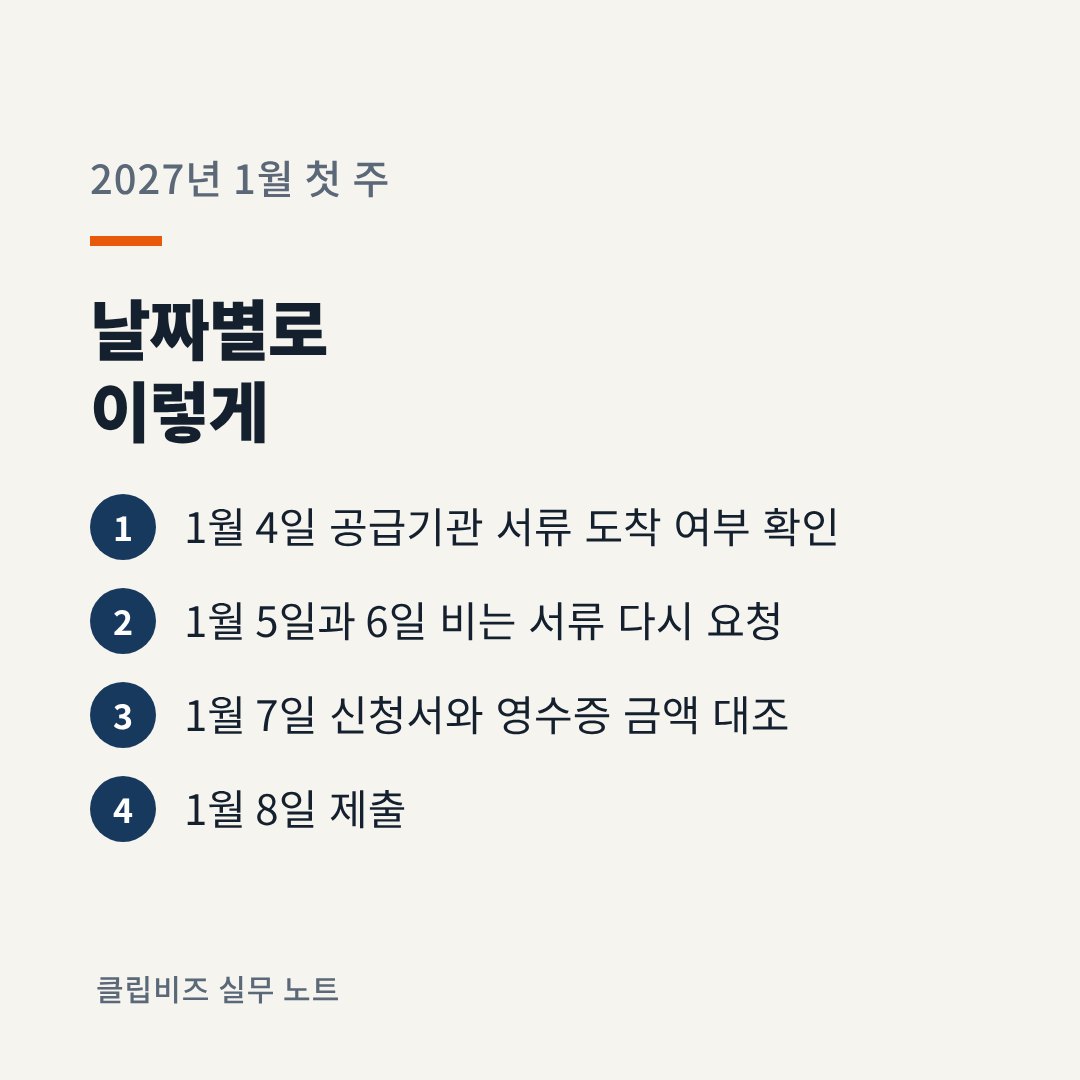 2027년 1월 첫 주
날짜별로
이렇게
1 1월 4일 공급기관 서류 도착 여부 확인
2 1월 5일과 6일 비는 서류 다시 요청
3 1월 7일 신청서와 영수증 금액 대조
4 1월 8일 제출
클립비즈 실무 노트